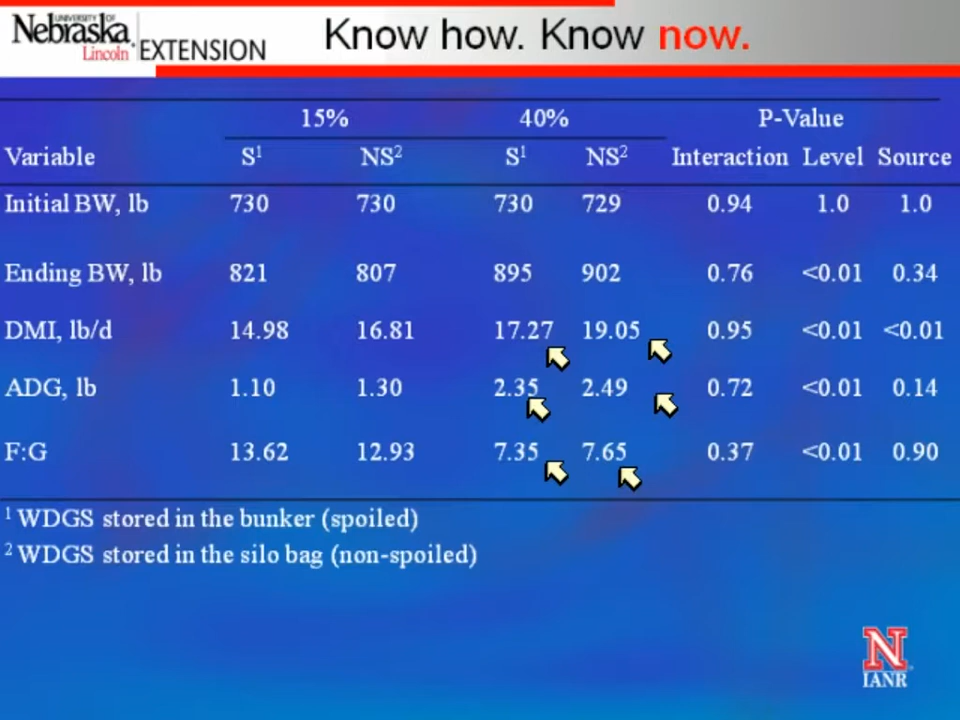 UNIVERSITY OF
Nebraska
Lincoln
EXTENSION
Know how. Know now.
15% 40% P-Value
Variable S¹ NS² S¹ NS² Interaction Level Source
Initial BW, lb 730 730 730 729 0.94 1.0 1.0
Ending BW, lb 821 807 895 902 0.76 <0.01 0.34
DMI, lb/d 14.98 16.81 17.27 19.05 0.95 <0.01 <0.01
ADG, lb 1.10 1.30 2.35 2.49 0.72 <0.01 0.14
F:G 13.62 12.93 7.35 7.65 0.37 <0.01 0.90
¹ WDGS stored in the bunker (spoiled)
² WDGS stored in the silo bag (non-spoiled)
N
IANR